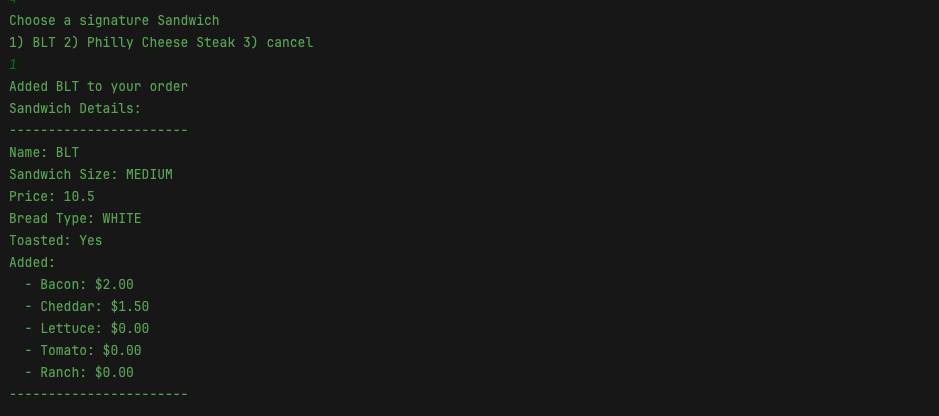 Choose a signature Sandwich
1) BLT 2) Philly Cheese Steak 3) cancel
1
Added BLT to your order
Sandwich Details:
-----------------------
Name: BLT
Sandwich Size: MEDIUM
Price: 10.5
Bread Type: WHITE
Toasted: Yes
Added:
  - Bacon: $2.00
  - Cheddar: $1.50
  - Lettuce: $0.00
  - Tomato: $0.00
  - Ranch: $0.00
-----------------------